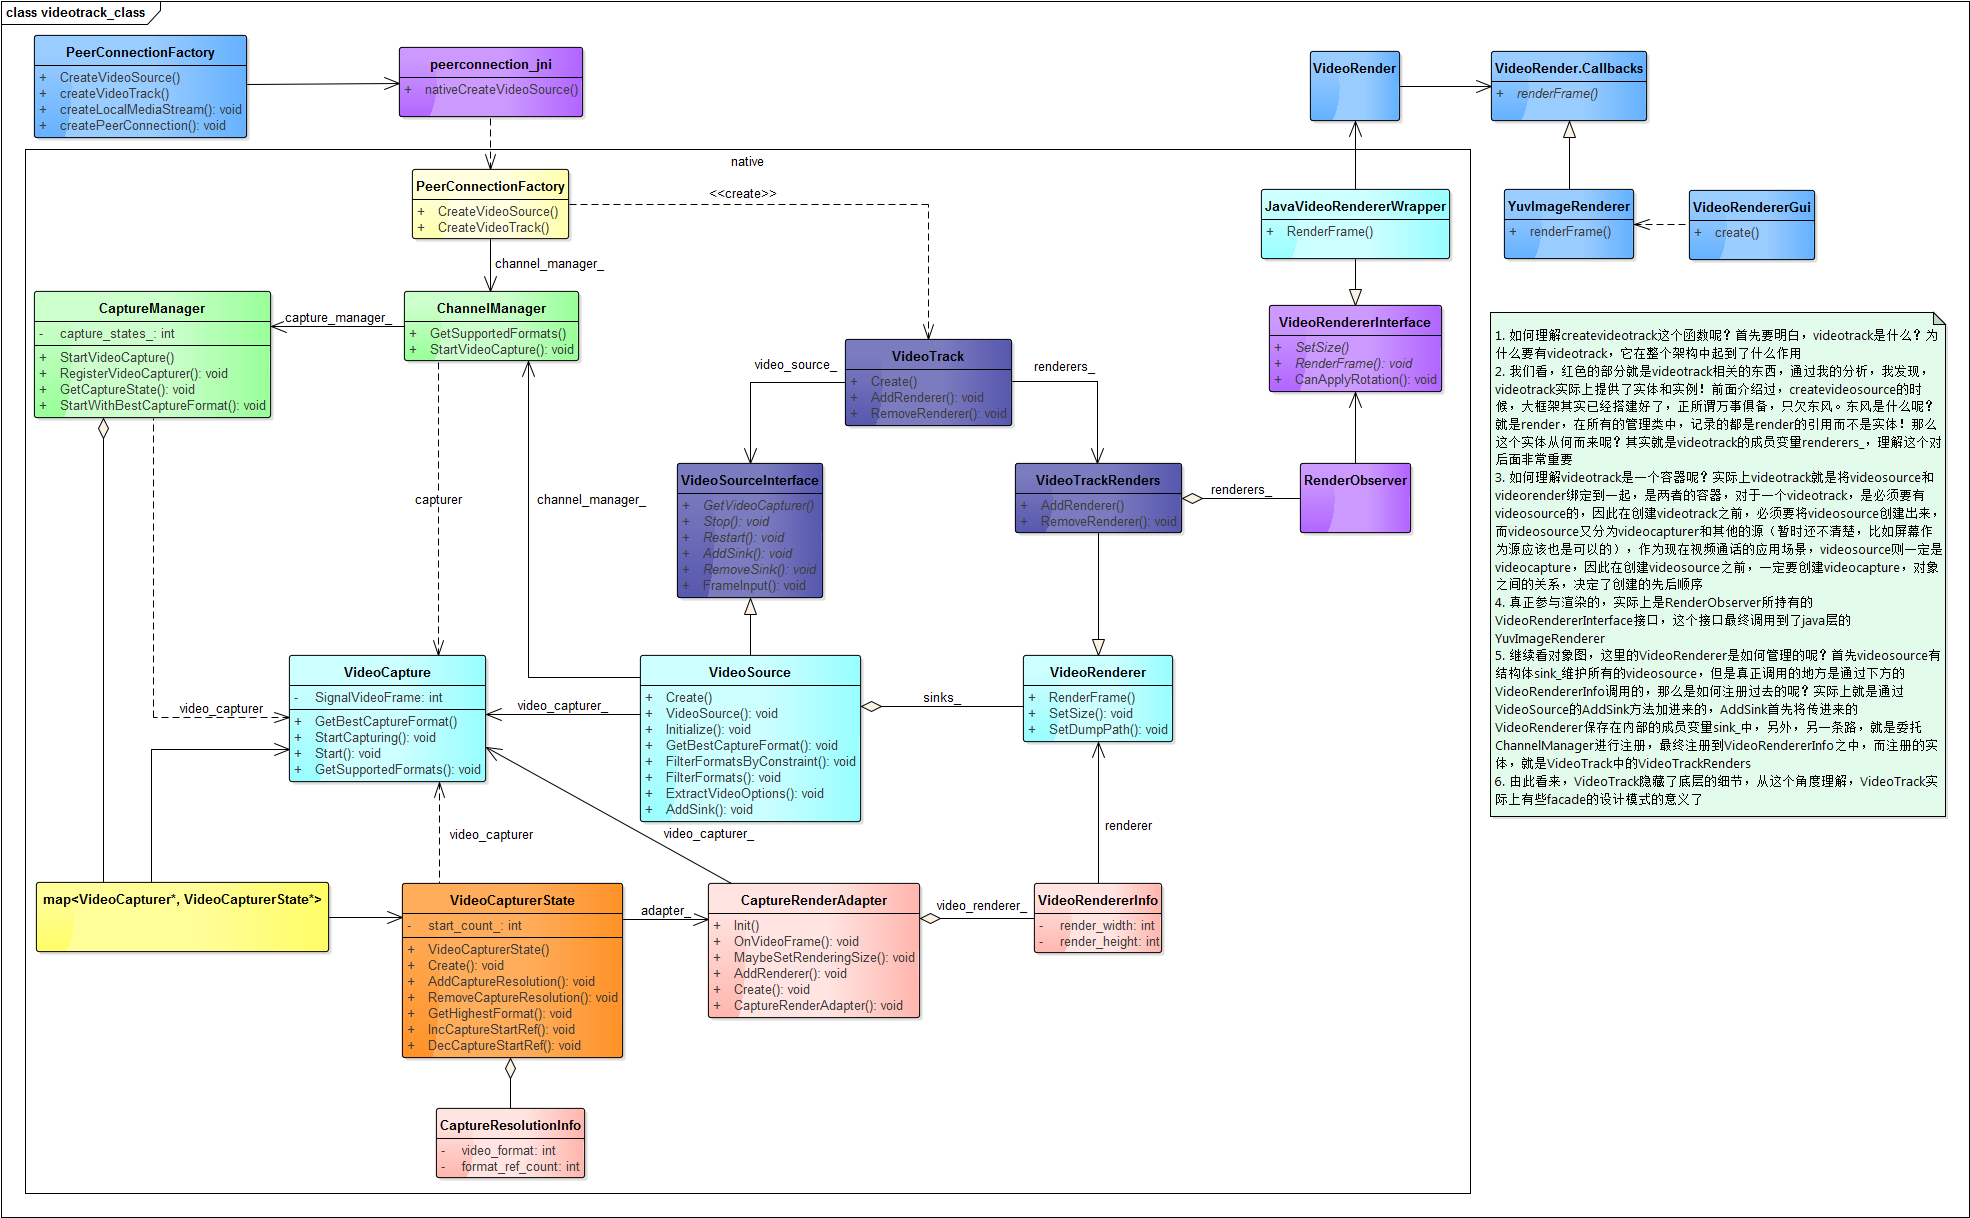 class videotrack_class
PeerConnectionFactory
+ CreateVideoSource()
+ createVideoTrack()
+ createLocalMediaStream(): void
+ createPeerConnection(): void
peerconnection_jni
+ nativeCreateVideoSource()
VideoRender
VideoRender.Callbacks
+ renderFrame()
native
PeerConnectionFactory
+ CreateVideoSource()
+ CreateVideoTrack()
<<create>>
JavaVideoRendererWrapper
+ RenderFrame()
YuvImageRenderer
+ renderFrame()
VideoRendererGui
+ create()
channel_manager_
CaptureManager
- capture_states_: int
+ StartVideoCapture()
+ RegisterVideoCapturer(): void
+ GetCaptureState(): void
+ StartWithBestCaptureFormat(): void
capture_manager_
ChannelManager
+ GetSupportedFormats()
+ StartVideoCapture(): void
VideoTrack
+ Create()
+ AddRenderer(): void
+ RemoveRenderer(): void
video_source_
renderers_
VideoRendererInterface
+ SetSize()
+ RenderFrame(): void
+ CanApplyRotation(): void
capturer
channel_manager_
VideoSourceInterface
+ GetVideoCapturer()
+ Stop(): void
+ Restart(): void
+ AddSink(): void
+ RemoveSink(): void
+ FrameInput(): void
VideoTrackRenders
+ AddRenderer()
+ RemoveRenderer(): void
renderers_
RenderObserver
VideoCapture
- SignalVideoFrame: int
+ GetBestCaptureFormat()
+ StartCapturing(): void
+ Start(): void
+ GetSupportedFormats(): void
video_capturer
video_capturer_
VideoSource
+ Create()
+ VideoSource(): void
+ Initialize(): void
+ GetBestCaptureFormat(): void
+ FilterFormatsByConstraint(): void
+ FilterFormats(): void
+ ExtractVideoOptions(): void
+ AddSink(): void
sinks_
VideoRenderer
+ RenderFrame()
+ SetSize(): void
+ SetDumpPath(): void
video_capturer
video_capturer_
renderer
map<VideoCapturer*, VideoCapturerState*>
VideoCapturerState
- start_count_: int
+ VideoCapturerState()
+ Create(): void
+ AddCaptureResolution(): void
+ RemoveCaptureResolution(): void
+ GetHighestFormat(): void
+ IncCaptureStartRef(): void
+ DecCaptureStartRef(): void
adapter_
CaptureRenderAdapter
+ Init()
+ OnVideoFrame(): void
+ MaybeSetRenderingSize(): void
+ AddRenderer(): void
+ Create(): void
+ CaptureRenderAdapter(): void
video_renderer_
VideoRendererInfo
- render_width: int
- render_height: int
CaptureResolutionInfo
- video_format: int
- format_ref_count: int
1. 如何理解createvideotrack这个函数呢？首先要明白，videotrack是什么？为
什么要有videotrack，它在整个架构中起到了什么作用
2. 我们看，红色的部分就是videotrack相关的东西，通过我的分析，我发现，
videotrack实际上提供了实体和实例！前面介绍过，createvideosource的时
候，大框架其实已经搭建好了，正所谓万事俱备，只欠东风。东风是什么呢？
就是render，在所有的管理类中，记录的都是render的引用而不是实体！那么
这个实体从何而来呢？其实就是videotrack的成员变量renderers_，理解这个对
后面非常重要
3. 如何理解videotrack是一个容器呢？实际上videotrack就是将videosource和
videorender绑定到一起，是两者的容器，对于一个videotrack，是必须要有
videosource的，因此在创建videotrack之前，必须要将videosource创建出来，
而videosource又分为videocapturer和其他的源（暂时还不清楚，比如屏幕作
为源应该也是可以的），作为现在视频通话的应用场景，videosource则一定是
videocapture，因此在创建videosource之前，一定要创建videocapture，对象
之间的关系，决定了创建的先后顺序
4. 真正参与渲染的，实际上是RenderObserver所持有的
VideoRendererInterface接口，这个接口最终调用到了java层的
YuvImageRenderer
5. 继续看对象图，这里的VideoRenderer是如何管理的呢？首先videosource有
结构体sink_维护所有的videosource，但是真正调用的地方是通过下方的
VideoRendererInfo调用的，那么是如何注册过去的呢？实际上就是通过
VideoSource的AddSink方法加进来的，AddSink首先将传进来的
VideoRenderer保存在内部的成员变量sink_中，另外，另一条路，就是委托
ChannelManager进行注册，最终注册到VideoRendererInfo之中，而注册的实
体，就是VideoTrack中的VideoTrackRenders
6. 由此看来，VideoTrack隐藏了底层的细节，从这个角度理解，VideoTrack实
际上有些facade的设计模式的意义了